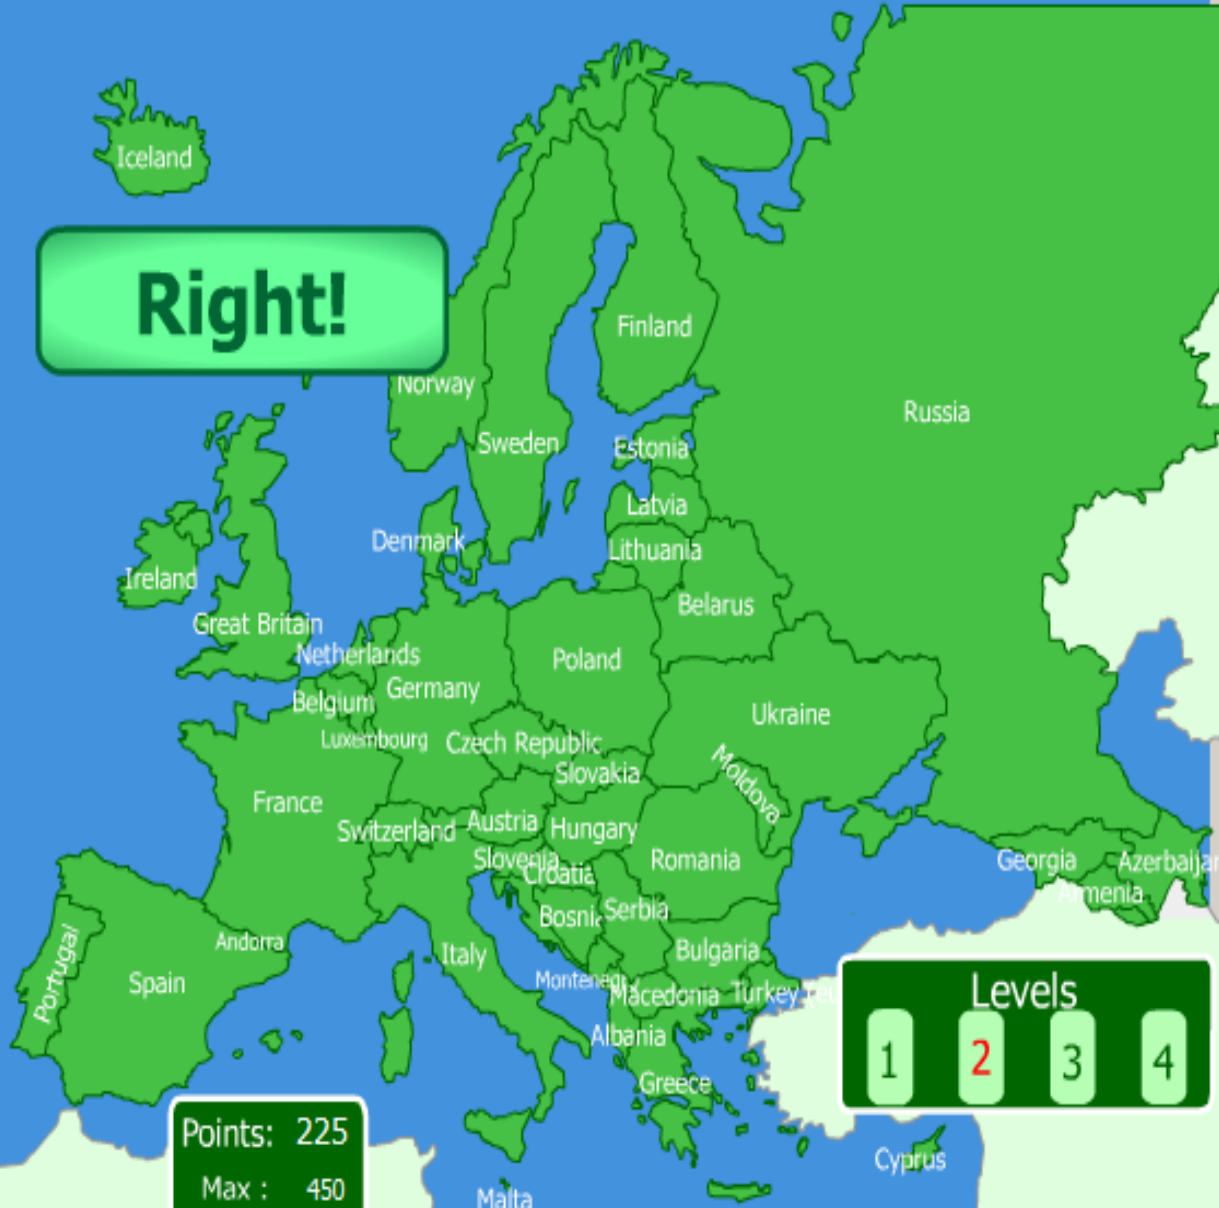 Iceland
Right!
Finland
Norway
Russia
Sweden
Estonia
Latvia
Denmark
Lithuania
Ireland
Belarus
Great Britain
Netherlands
Poland
Germany
Belgium
Ukraine
Luxembourg
Czech Republic
Slovakia
Moldova
France
Switzerland
Austria
Hungary
Slovenia
Romania
Georgia
Azerbaijan
Croatia
Armenia
Bosnia
Serbia
Portugal
Andorra
Italy
Bulgaria
Spain
Montenegr
Macedonia
Turkey
Levels
Albania
1
2
3
4
Greece
Points: 225
Cyprus
Max : 450
Malta